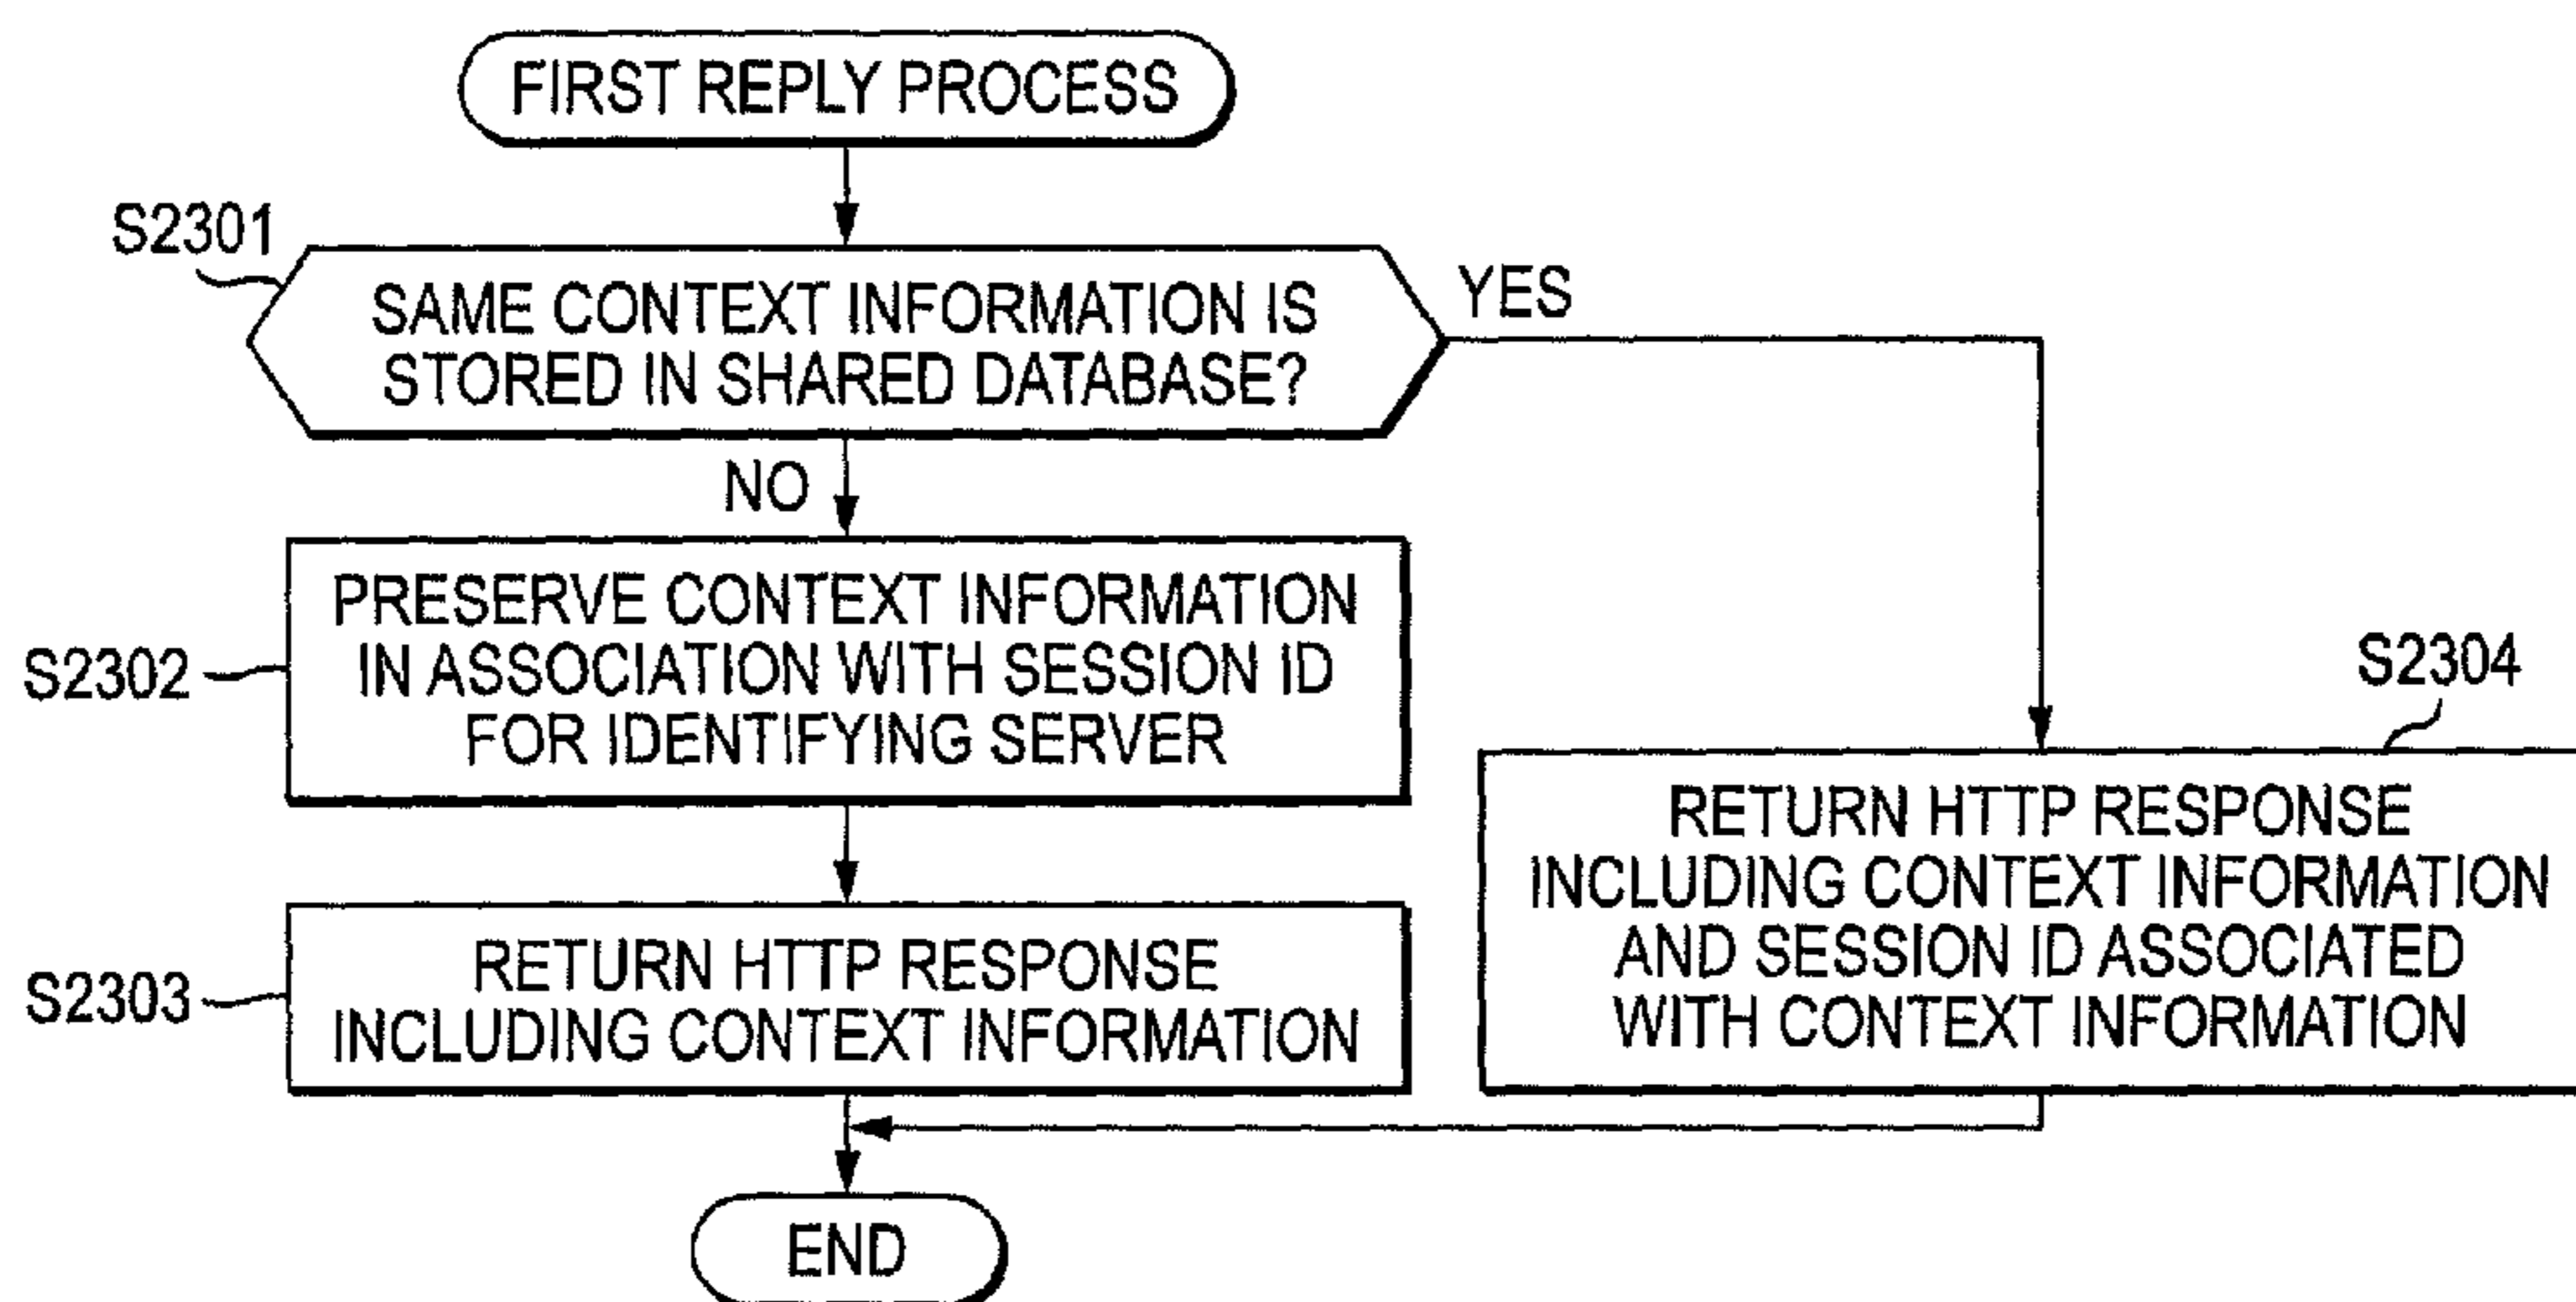 FIRST REPLY PROCESS
S2301
SAME CONTEXT INFORMATION IS
STORED IN SHARED DATABASE?
YES
NO
S2302
PRESERVE CONTEXT INFORMATION
IN ASSOCIATION WITH SESSION ID
FOR IDENTIFYING SERVER
S2303
RETURN HTTP RESPONSE
INCLUDING CONTEXT INFORMATION
S2304
RETURN HTTP RESPONSE
INCLUDING CONTEXT INFORMATION
AND SESSION ID ASSOCIATED
WITH CONTEXT INFORMATION
END